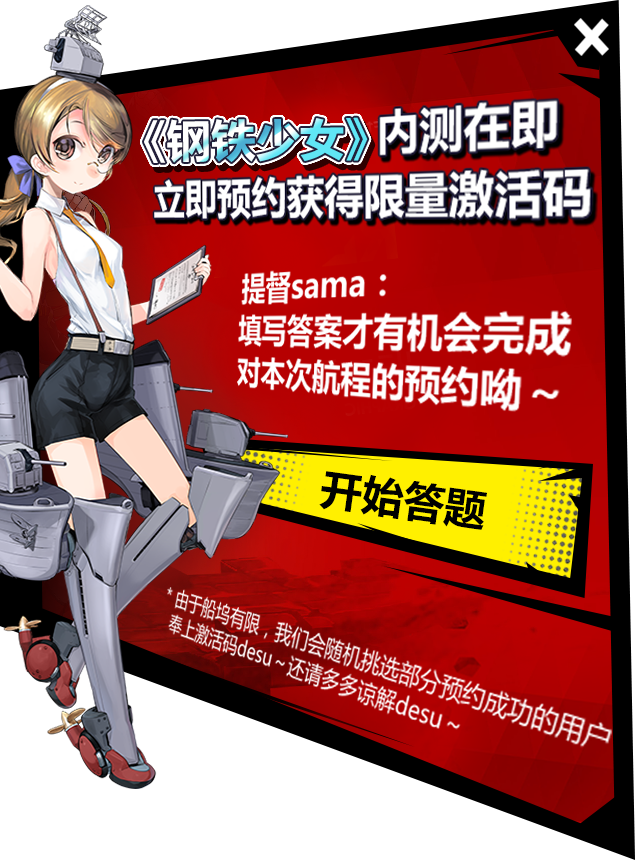 《钢铁少女》内测在即
立即预约获得限量激活码
提督sama：
填写答案才有机会完成
对本次航程的预约呦~
开始答题
*由于船坞有限，我们会随机挑选部分预约成功的用户
奉上激活码desu~还请多多谅解desu~